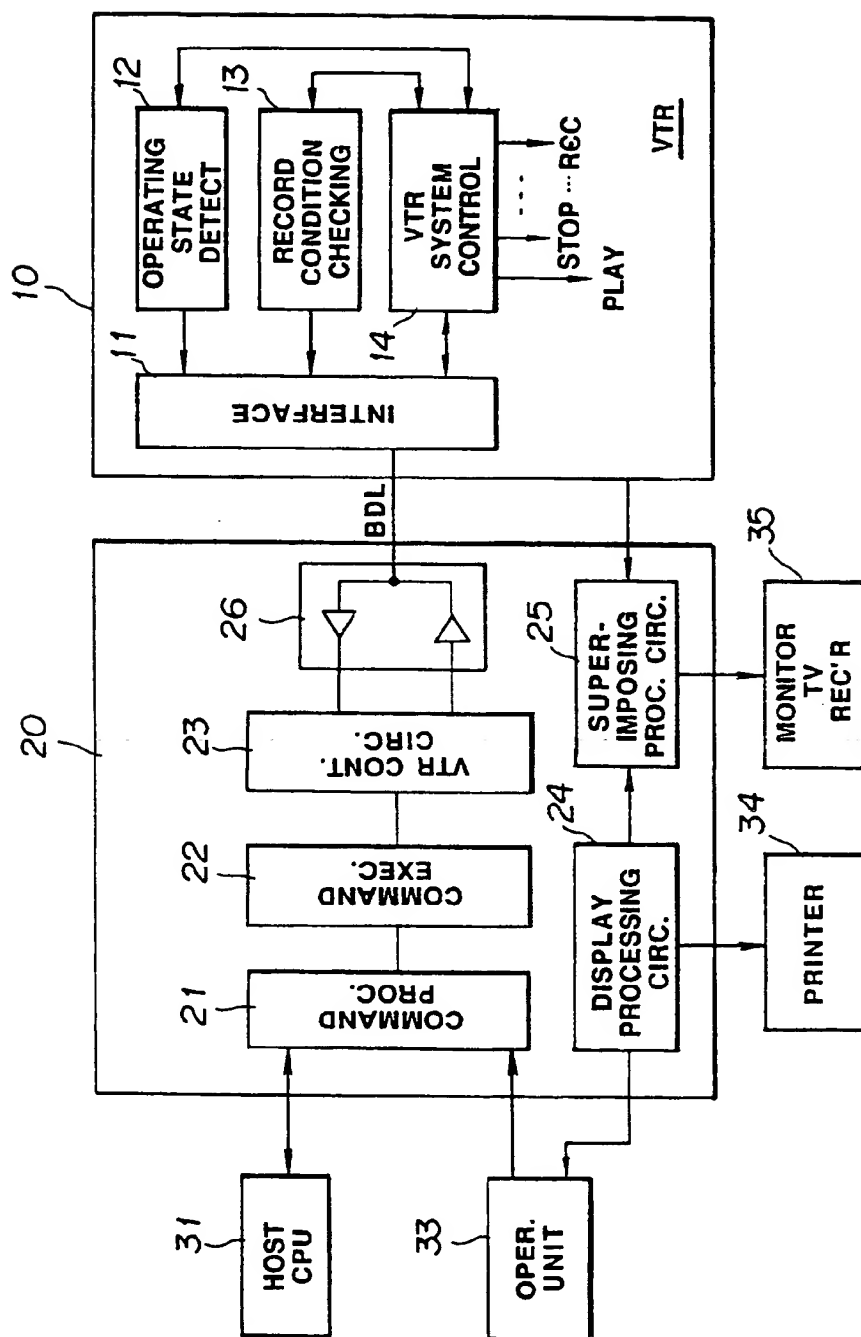 10
12
OPERATING
STATE
DETECT
13
RECORD
CONDITION
CHECKING
14
VTR
SYSTEM
CONTROL
11
INTERFACE
PLAY
STOP ... REC
VTR
BDL
20
26
23
VTR CONT.
CIRC.
22
COMMAND
EXEC.
21
COMMAND
PROC.
25
SUPER-
IMPOSING
PROC. CIRC.
24
DISPLAY
PROCESSING
CIRC.
31
HOST
CPU
33
OPER.
UNIT
34
PRINTER
35
MONITOR
TV
REC'R